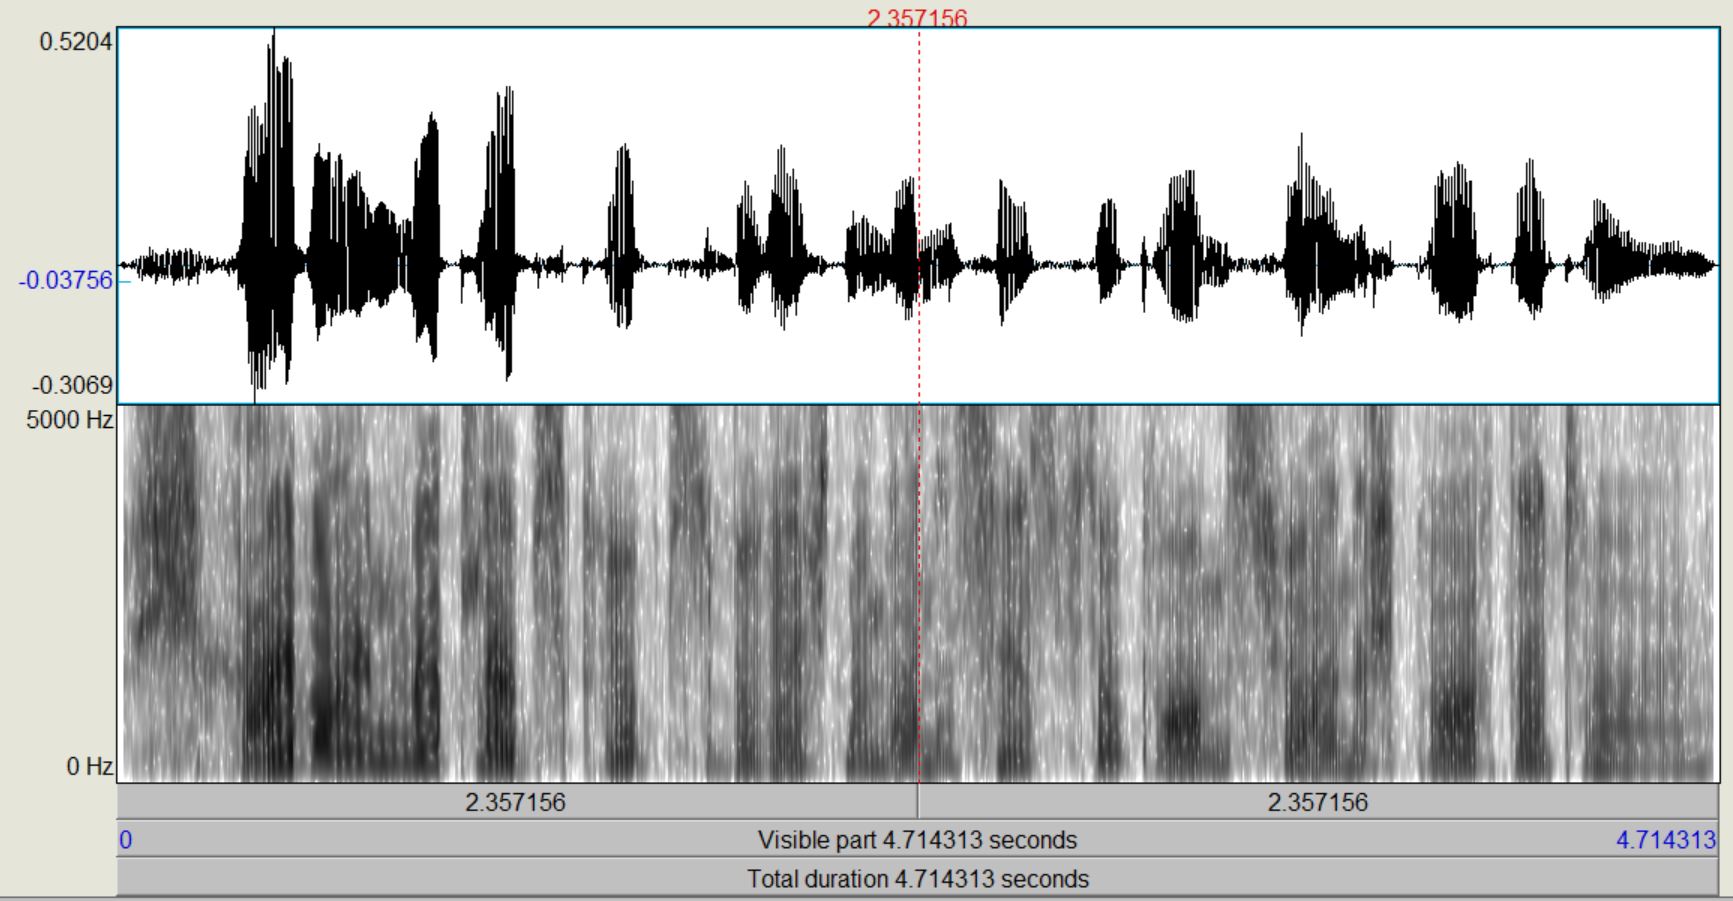 2.357156
0.5204
-0.03756
-0.3069
5000 Hz
0 Hz
2.357156 2.357156
0 Visible part 4.714313 seconds 4.714313
Total duration 4.714313 seconds